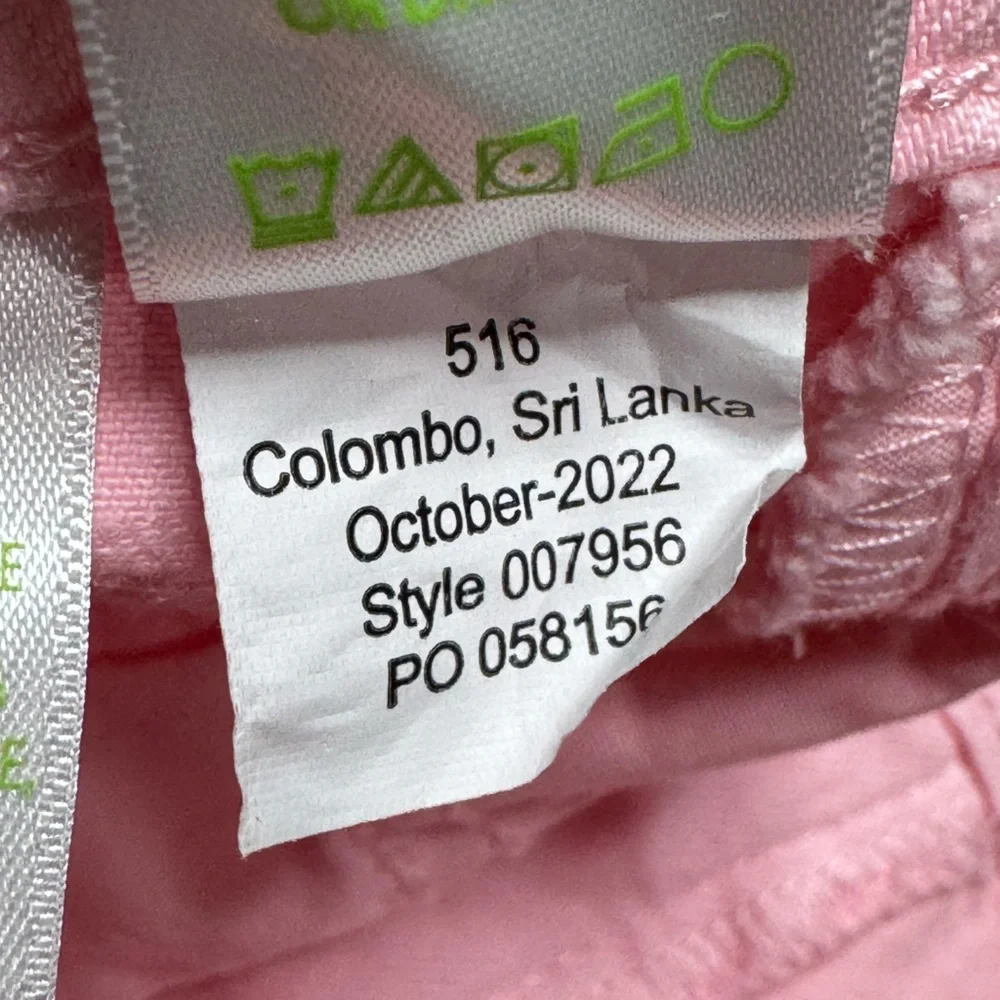 516
Colombo, Sri Lanka
October-2022
Style 007956
PO 058156
E
E